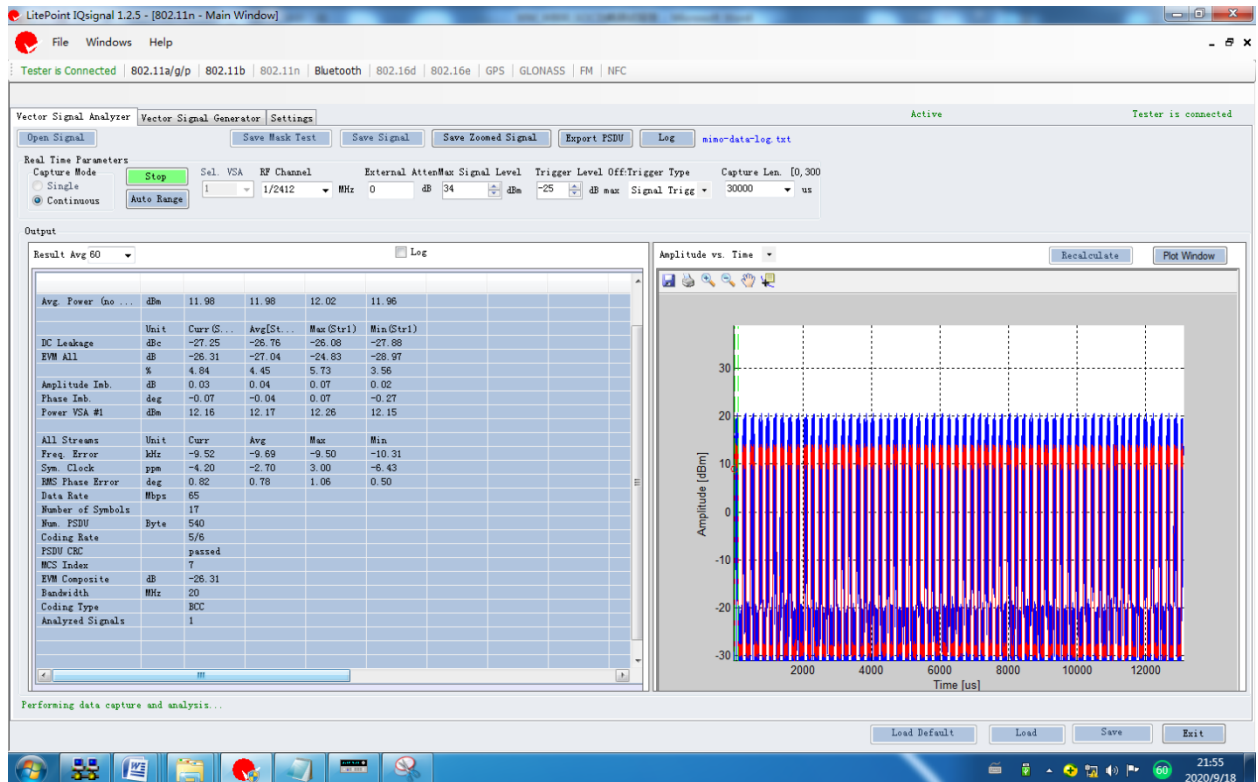 LitePoint IQsignal 1.2.5 - [802.11n - Main Window]
File Windows Help
Tester is Connected 802.11a/g/p 802.11b 802.11n Bluetooth 802.16d 802.16e GPS GLONASS FM NFC
Vector Signal Analyzer Vector Signal Generator Settings Active Tester is connected
Open Signal Save Mask Test Save Signal Save Zoomed Signal Export PSDU Log mimo-data-log.txt
Real Time Parameters
Capture Mode Sel. VSA RF Channel External Atten Max Signal Level Trigger Level Off: Trigger Type Capture Len. [0,300
Single Stop 1 1/2412 MHz 0 dB 34 dBm -25 dB max Signal Trigg 30000 us
Continuous Auto Range
Output
Result Avg 60 Log Amplitude vs. Time Recalculate Plot Window
Avg. Power (no ... dBm 11.98 11.98 12.02 11.96
Unit Curr(S... Avg[St... Max(Str1) Min(Str1)
DC Leakage dBc -27.25 -26.76 -26.08 -27.88
EVM All dB -26.31 -27.04 -24.83 -28.97
% 4.84 4.45 5.73 3.56
Amplitude Imb. dB 0.03 0.04 0.07 0.02
Phase Imb. deg -0.07 -0.04 0.07 -0.27
Power VSA #1 dBm 12.16 12.17 12.26 12.15
All Streams Unit Curr Avg Max Min
Freq. Error kHz -9.52 -9.69 -9.50 -10.31
Sym. Clock ppm -4.20 -2.70 3.00 -6.43
RMS Phase Error deg 0.82 0.78 1.06 0.50
Data Rate Mbps 65
Number of Symbols 17
Num. PSDU Byte 540
Coding Rate 5/6
PSDU CRC passed
MCS Index 7
EVM Composite dB -26.31
Bandwidth MHz 20
Coding Type BCC
Analyzed Signals 1
Amplitude [dBm]
30
20
10
0
-10
-20
-30
2000 4000 6000 8000 10000 12000
Time [us]
Performing data capture and analysis...
Load Default Load Save Exit
60 21:55
2020/9/18